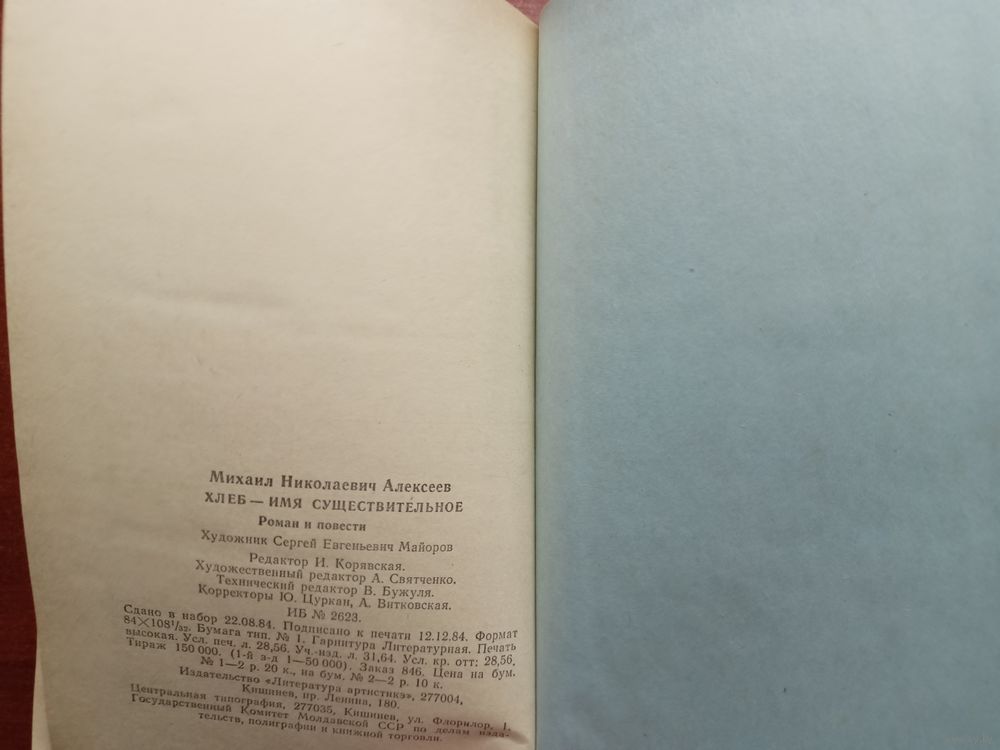 Михаил Николаевич Алексеев
ХЛЕБ — ИМЯ СУЩЕСТВИТЕЛЬНОЕ
Роман и повести
Художник Сергей Евгеньевич Майоров
Редактор И. Корявская.
Художественный редактор А. Святченко.
Технический редактор В. Бужуля.
Корректоры Ю. Цуркан, А. Витковская.
ИБ № 2623.
Сдано в набор 22.08.84. Подписано к печати 12.12.84. Формат
84×108¹/₃₂. Бумага тип. № 1. Гарнитура Литературная. Печать
высокая. Усл. печ. л. 28,56. Уч.-изд. л. 31,64. Усл. кр. отт: 28,56.
Тираж 150 000. (1-й з-д 1—50 000). Заказ 846. Цена на бум.
№ 1—2 р. 20 к., на бум. № 2—2 р. 10 к.
Издательство «Литература артистикэ», 277004,
Кишинев, пр. Ленина, 180.
Центральная типография, 277035, Кишинев, ул. Флорилор, 1,
Государственный Комитет Молдавской ССР по делам изда-
тельств, полиграфии и книжной торговли.